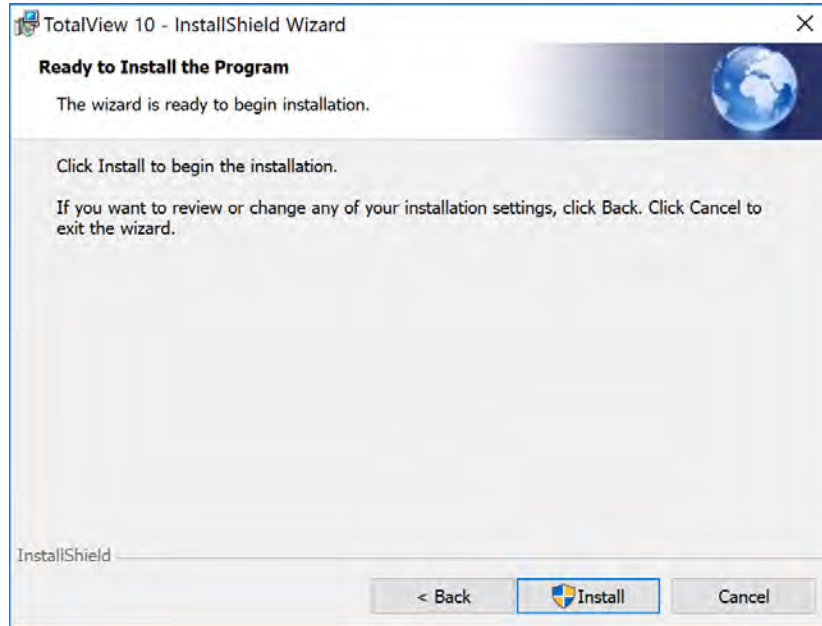 TotalView 10 - InstallShield Wizard
Ready to Install the Program
The wizard is ready to begin installation.
Click Install to begin the installation.
If you want to review or change any of your installation settings, click Back. Click Cancel to
exit the wizard.
InstallShield
< Back
Install
Cancel